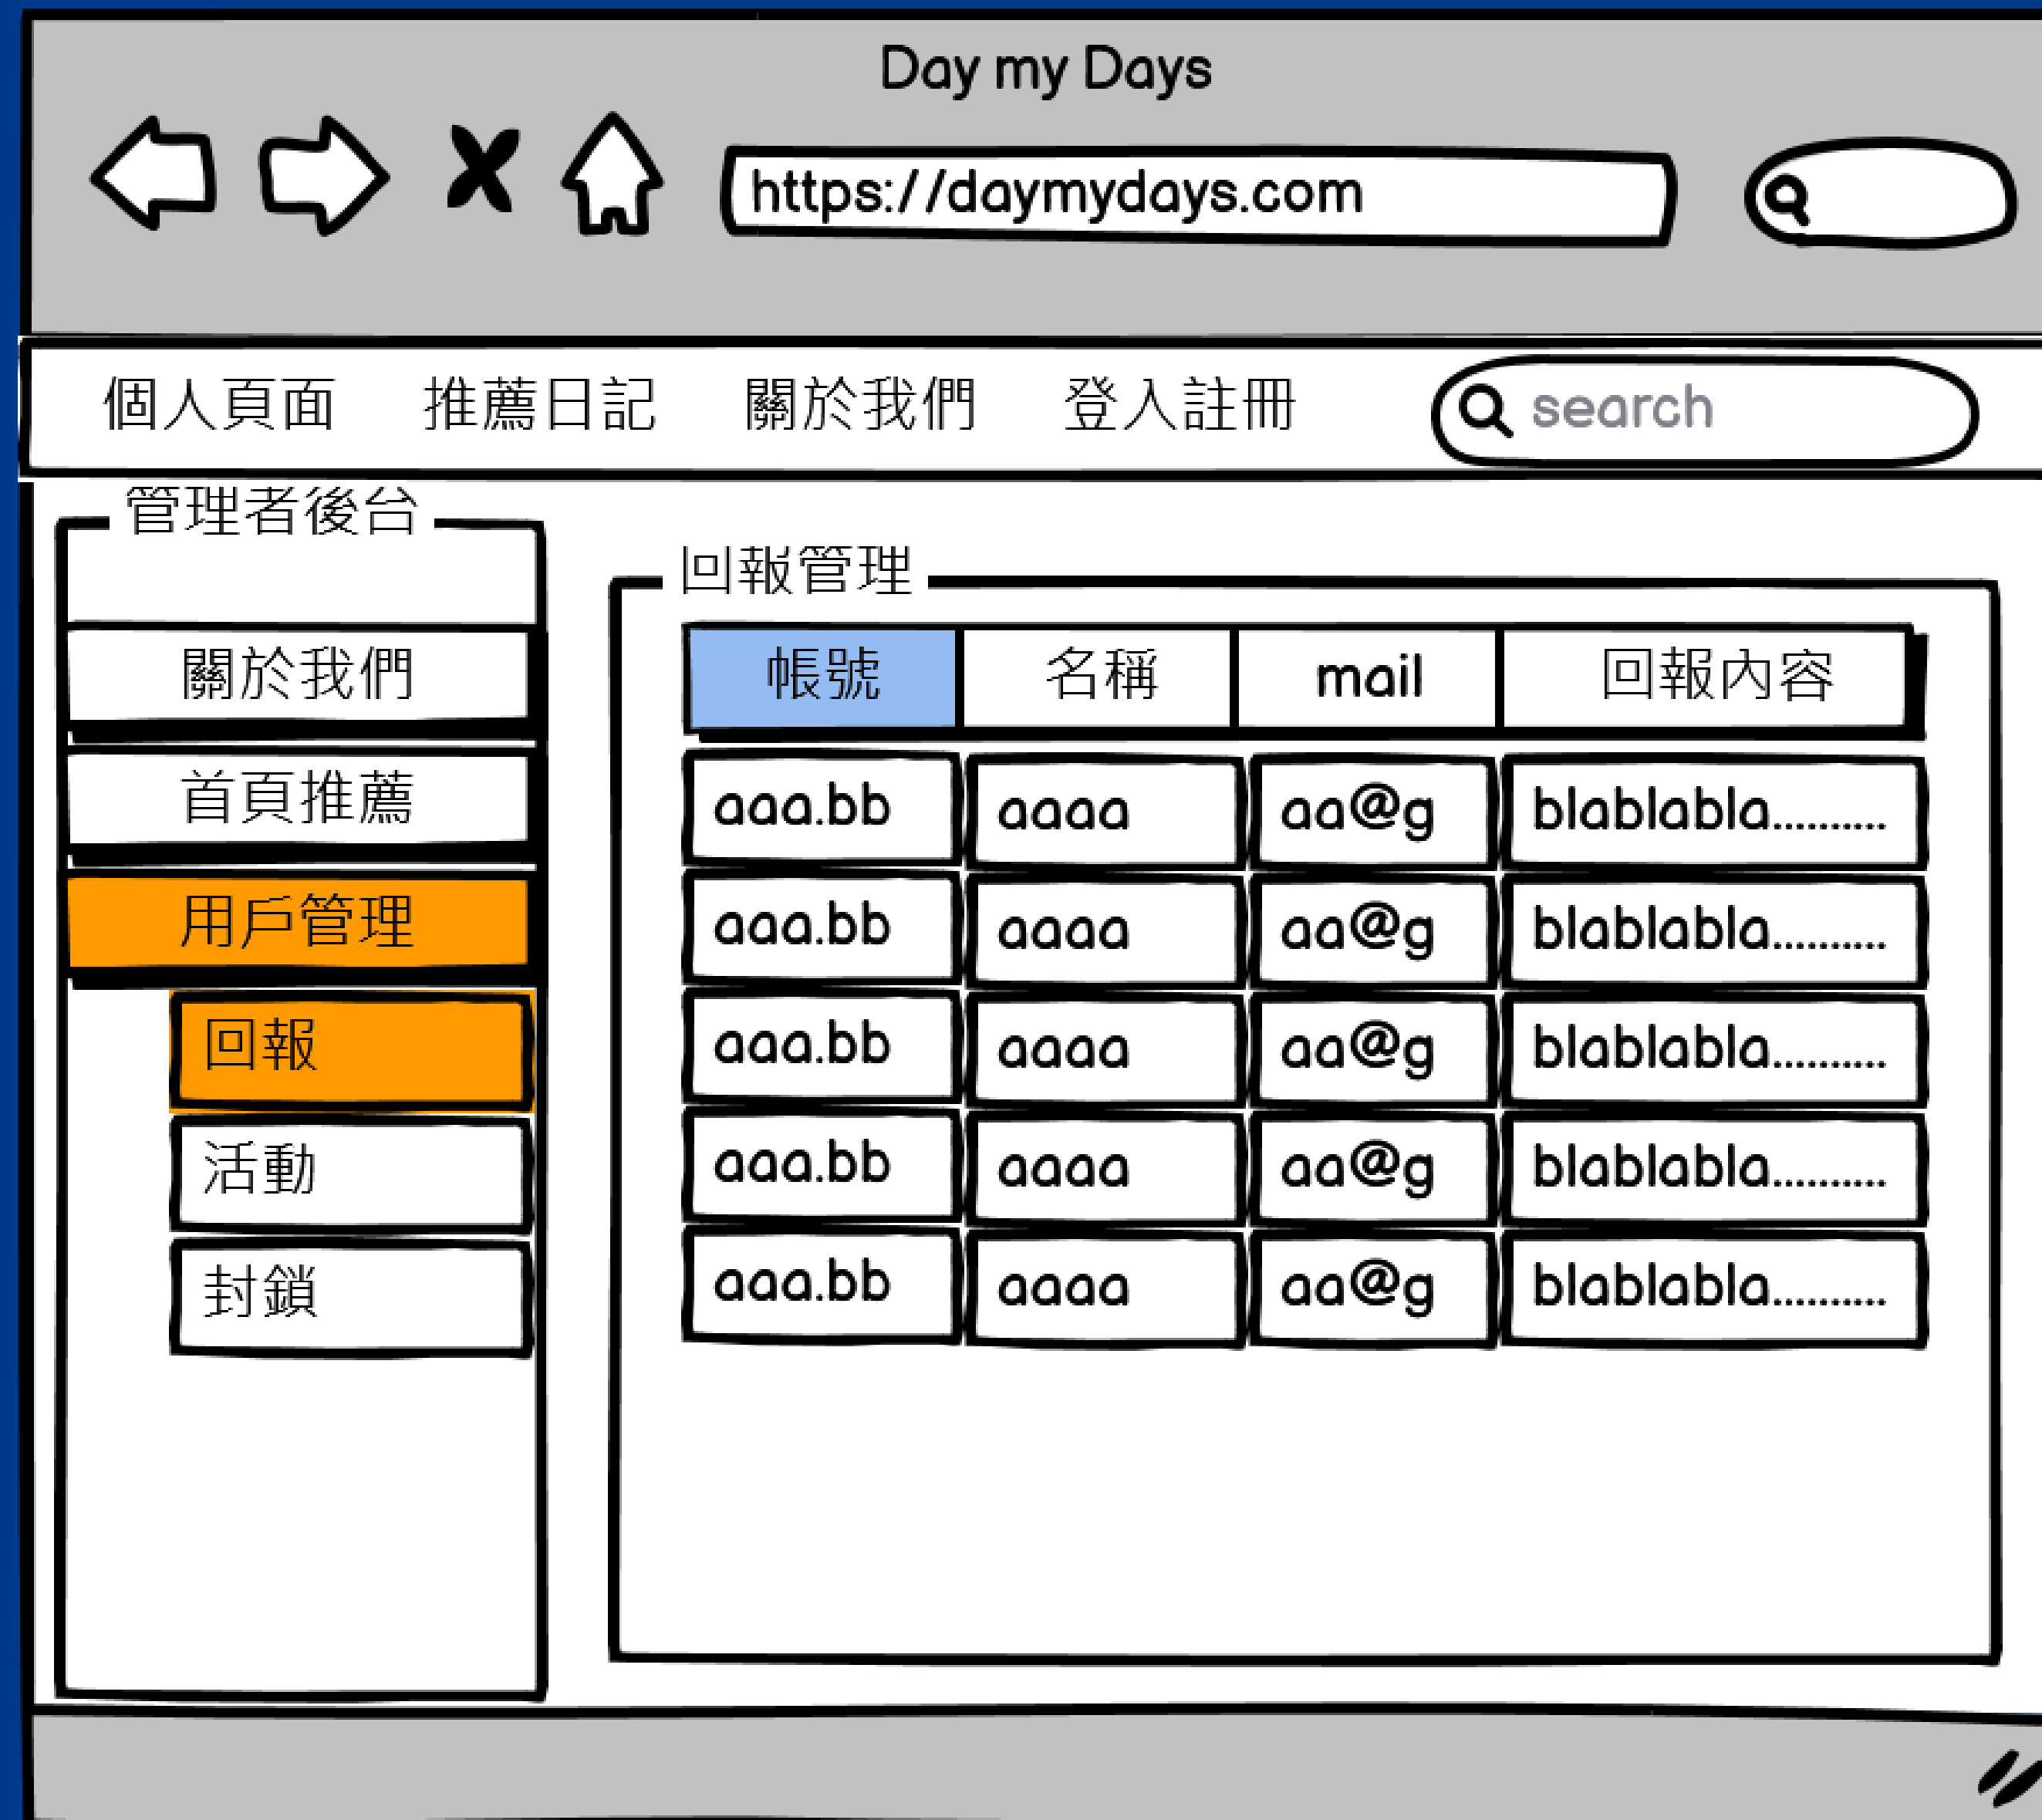 Day my Days
https://daymydays.com
個人頁面 推薦日記 關於我們 登入註冊 search
管理者後台
關於我們
首頁推薦
用戶管理
回報
活動
封鎖
回報管理
帳號 名稱 mail 回報內容
aaa.bb aaaa aa@g blablabla..........
aaa.bb aaaa aa@g blablabla..........
aaa.bb aaaa aa@g blablabla..........
aaa.bb aaaa aa@g blablabla..........
aaa.bb aaaa aa@g blablabla..........